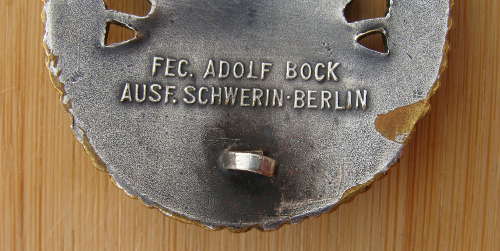 FEC. ADOLF BOCK
AUSF. SCHWERIN·BERLIN